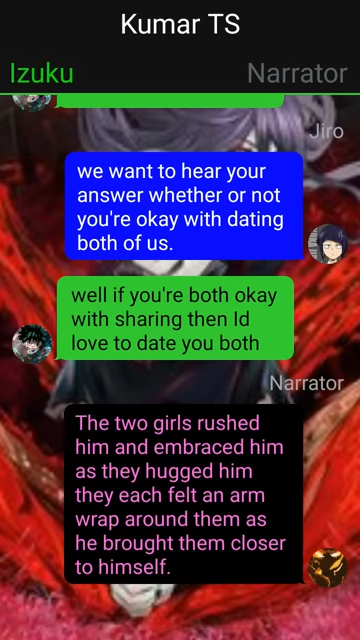 Kumar TS
Izuku
Narrator
Jiro
we want to hear your
answer whether or not
you're okay with dating
both of us.
well if you're both okay
with sharing then Id
love to date you both
Narrator
The two girls rushed
him and embraced him
as they hugged him
they each felt an arm
wrap around them as
he brought them closer
to himself.